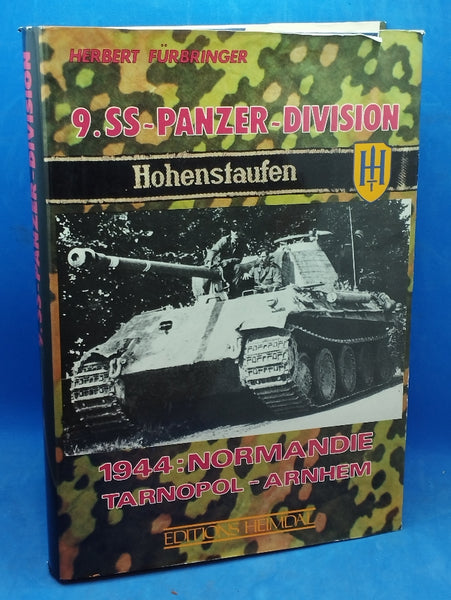 HERBERT FÜRBRINGER
9.SS-PANZER-DIVISION
Hohenstaufen
H
1944:NORMANDIE
TARNOPOL-ARNHEM
EDITIONS HEIMDAL
9.SS-PANZER-DIVISION